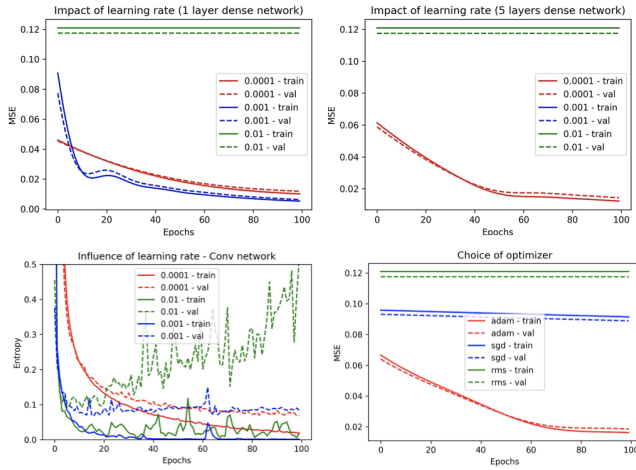 Impact of learning rate (1 layer dense network)
0.12
0.10
0.08
0.06
0.04
0.02
0.00
MSE
0.0001 - train
0.0001 - val
0.001 - train
0.001 - val
0.01 - train
0.01 - val
0 20 40 60 80 100
Epochs
Impact of learning rate (5 layers dense network)
0.12
0.10
0.08
0.06
0.04
0.02
MSE
0.0001 - train
0.0001 - val
0.001 - train
0.001 - val
0.01 - train
0.01 - val
0 20 40 60 80 100
Epochs
Influence of learning rate - Conv network
0.5
0.4
0.3
0.2
0.1
0.0
Entropy
0.0001 - train
0.0001 - val
0.01 - train
0.01 - val
0.001 - train
0.001 - val
0 20 40 60 80 100
Epochs
Choice of optimizer
0.12
0.10
0.08
0.06
0.04
0.02
MSE
adam - train
adam - val
sgd - train
sgd - val
rms - train
rms - val
0 20 40 60 80 100
Epochs